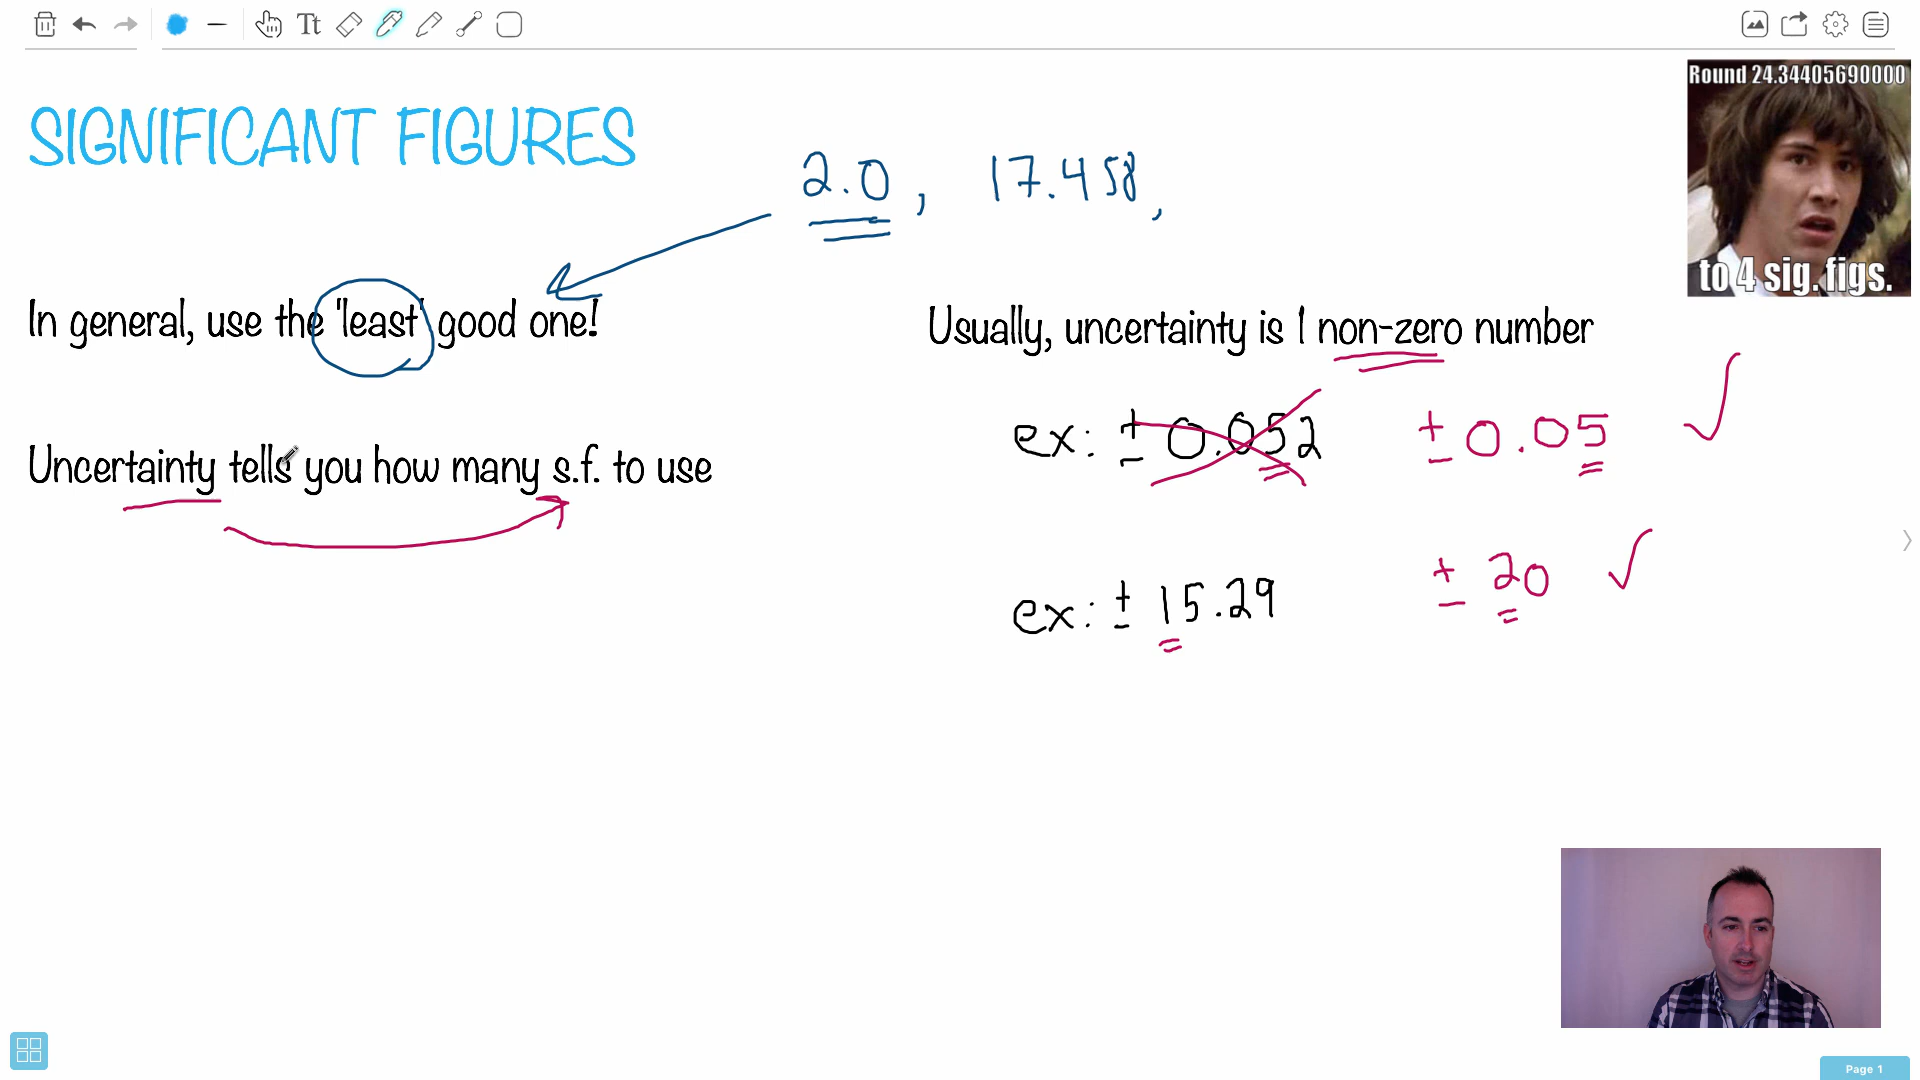 Tt
Round 24.34405690000
to 4 sig. figs.
SIGNIFICANT FIGURES
2.0, 17.458,
In general, use the 'least' good one!
Usually, uncertainty is 1 non-zero number
ex: ± 0.052 ± 0.05 ✓
Uncertainty tells you how many s.f. to use
ex: ± 15.29 ± 20 ✓
Page 1